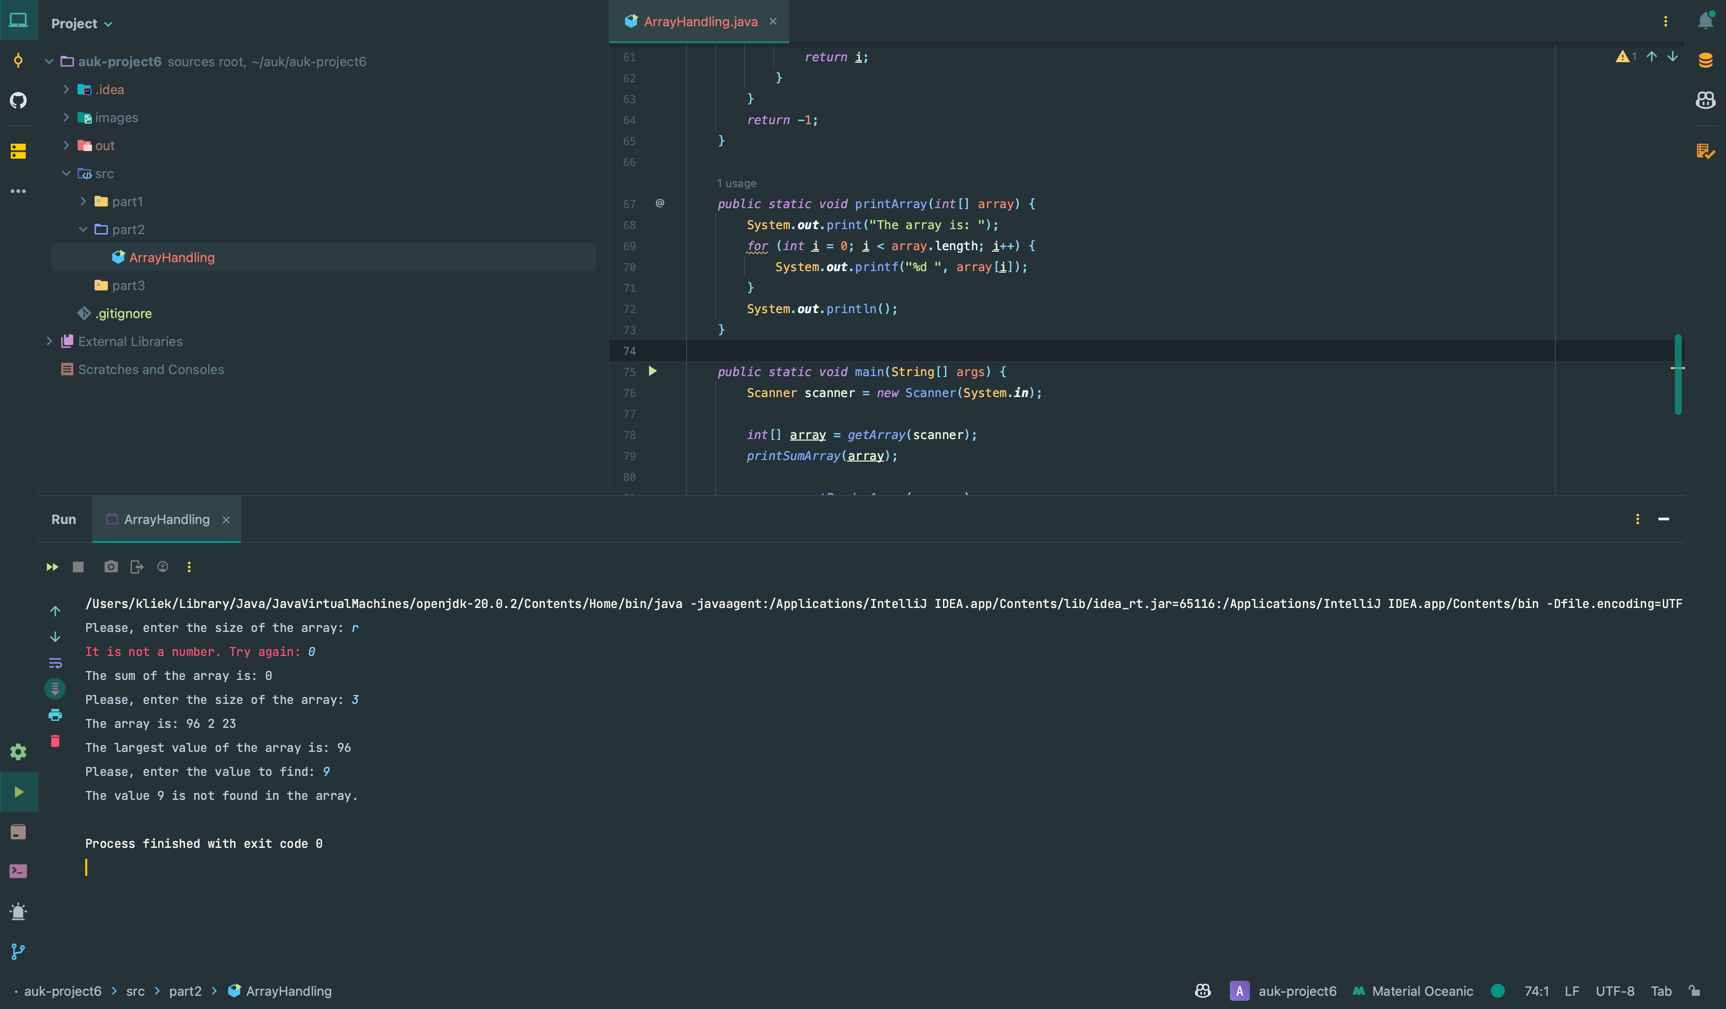 Project
ArrayHandling.java
auk-project6 sources root, ~/auk/auk-project6
.idea
images
out
src
part1
part2
ArrayHandling
part3
.gitignore
External Libraries
Scratches and Consoles
1
61 return i;
62 }
63 }
64 return -1;
65 }
66
1 usage
67 @ public static void printArray(int[] array) {
68 System.out.print("The array is: ");
69 for (int i = 0; i < array.length; i++) {
70 System.out.printf("%d ", array[i]);
71 }
72 System.out.println();
73 }
74
75 public static void main(String[] args) {
76 Scanner scanner = new Scanner(System.in);
77
78 int[] array = getArray(scanner);
79 printSumArray(array);
80
Run
ArrayHandling
/Users/kliek/Library/Java/JavaVirtualMachines/openjdk-20.0.2/Contents/Home/bin/java -javaagent:/Applications/IntelliJ IDEA.app/Contents/lib/idea_rt.jar=65116:/Applications/IntelliJ IDEA.app/Contents/bin -Dfile.encoding=UTF
Please, enter the size of the array: r
It is not a number. Try again: 0
The sum of the array is: 0
Please, enter the size of the array: 3
The array is: 96 2 23
The largest value of the array is: 96
Please, enter the value to find: 9
The value 9 is not found in the array.
Process finished with exit code 0
auk-project6 > src > part2 > ArrayHandling
A auk-project6 Material Oceanic 74:1 LF UTF-8 Tab